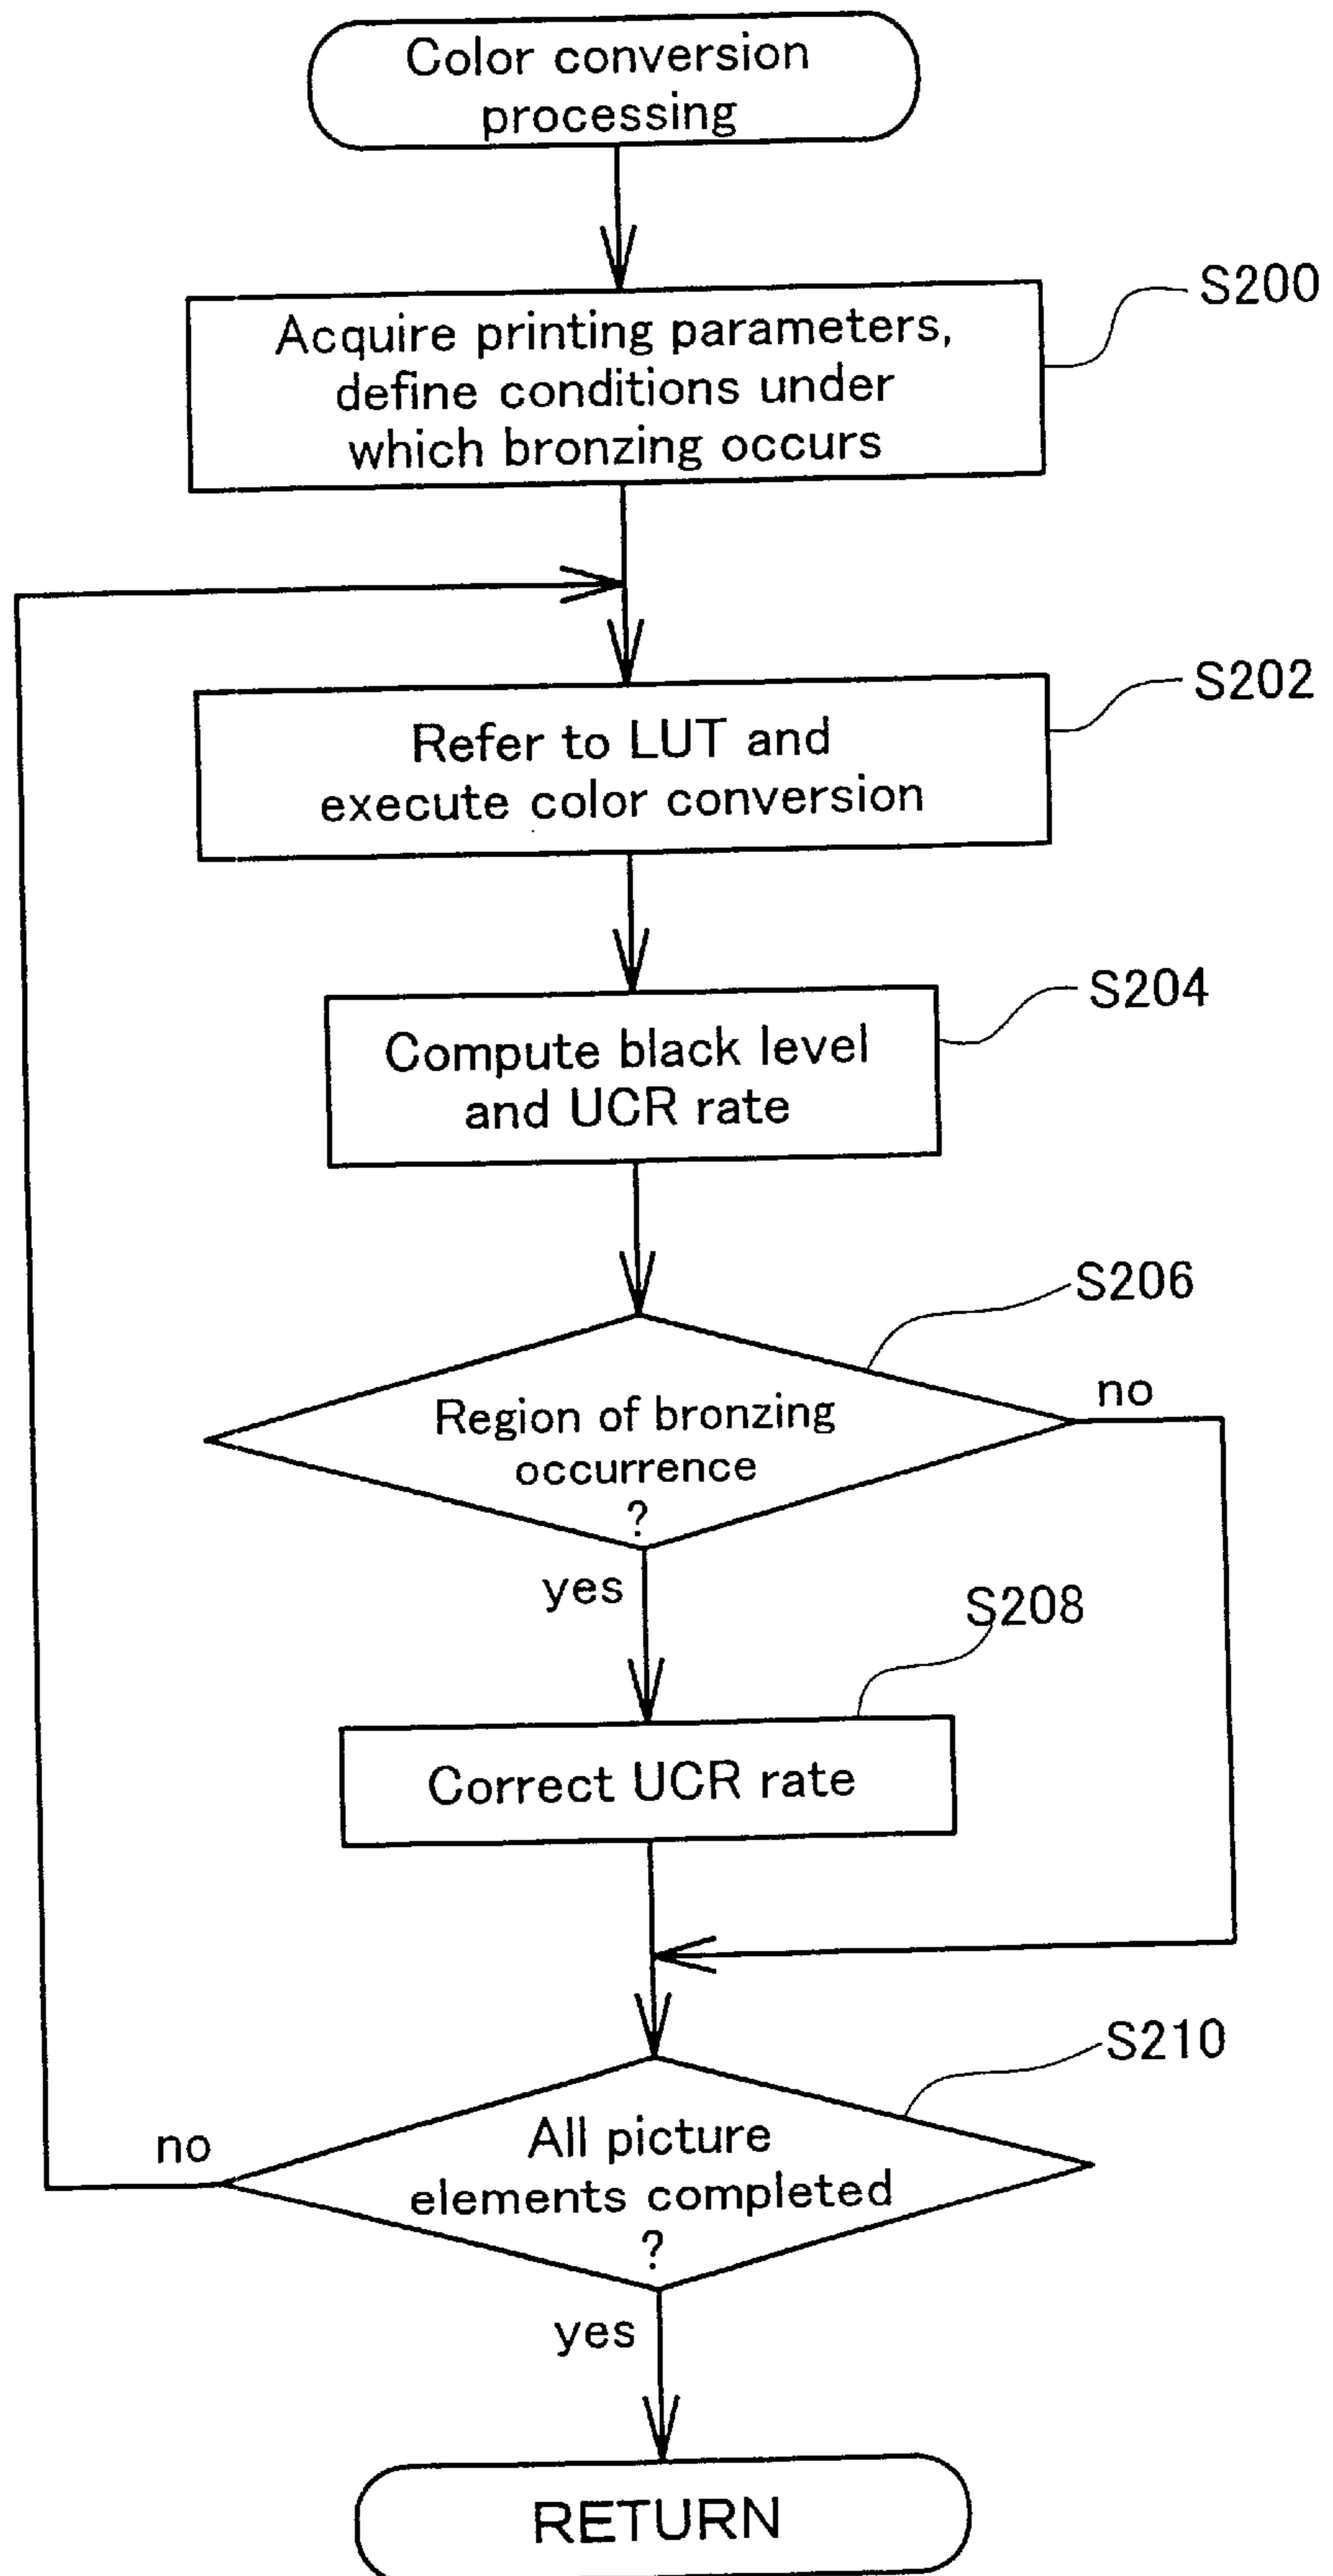 Color conversion
processing
S200
Acquire printing parameters,
define conditions under
which bronzing occurs
S202
Refer to LUT and
execute color conversion
S204
Compute black level
and UCR rate
S206
no
Region of bronzing
occurrence
?
yes
S208
Correct UCR rate
S210
no
All picture
elements completed
?
yes
RETURN